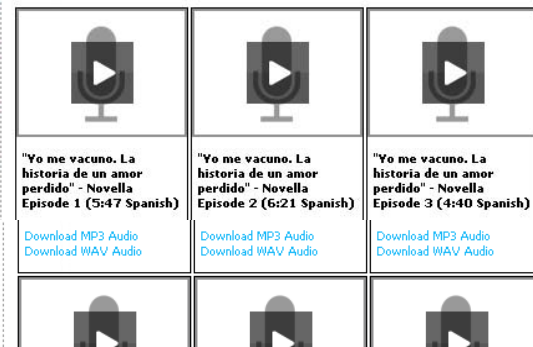 "Yo me vacuno. La
historia de un amor
perdido" - Novella
Episode 1 (5:47 Spanish)
Download MP3 Audio
Download WAV Audio
"Yo me vacuno. La
historia de un amor
perdido" - Novella
Episode 2 (6:21 Spanish)
Download MP3 Audio
Download WAV Audio
"Yo me vacuno. La
historia de un amor
perdido" - Novella
Episode 3 (4:40 Spanish)
Download MP3 Audio
Download WAV Audio